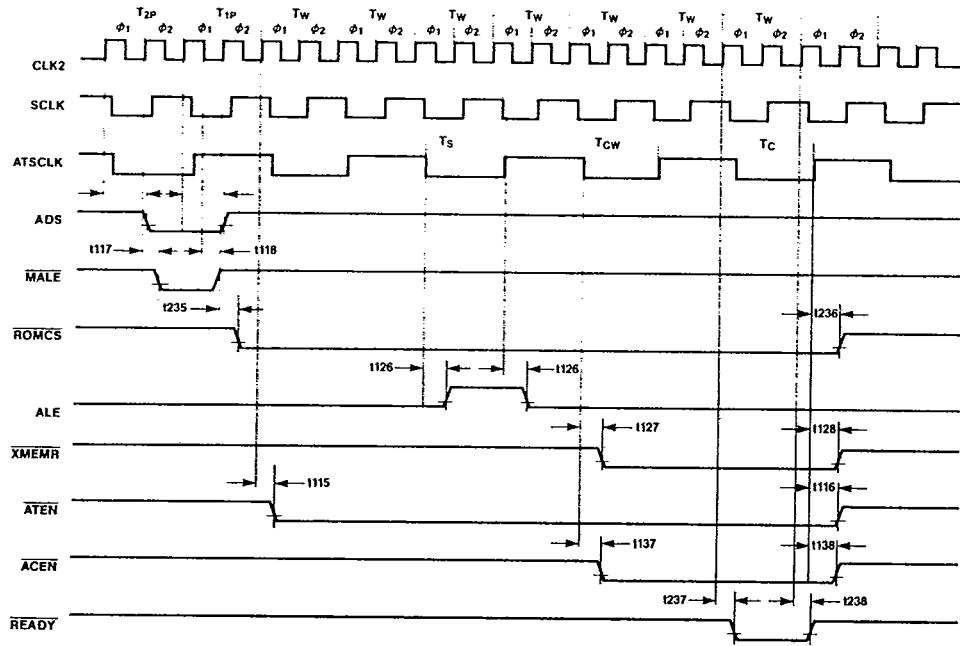 T2P T1P TW TW TW TW TW TW TC
ϕ1 ϕ2 ϕ1 ϕ2 ϕ1 ϕ2 ϕ1 ϕ2 ϕ1 ϕ2 ϕ1 ϕ2 ϕ1 ϕ2 ϕ1 ϕ2 ϕ1 ϕ2 ϕ1 ϕ2
CLK2
SCLK
TS TCW TC
ATSCLK
ADS
t117 t118
MALE
t235 t236
ROMCS
t126 t126
ALE
t127 t128
XMEMR
t115 t116
ATEN
t137 t138
ACEN
t237 t238
READY